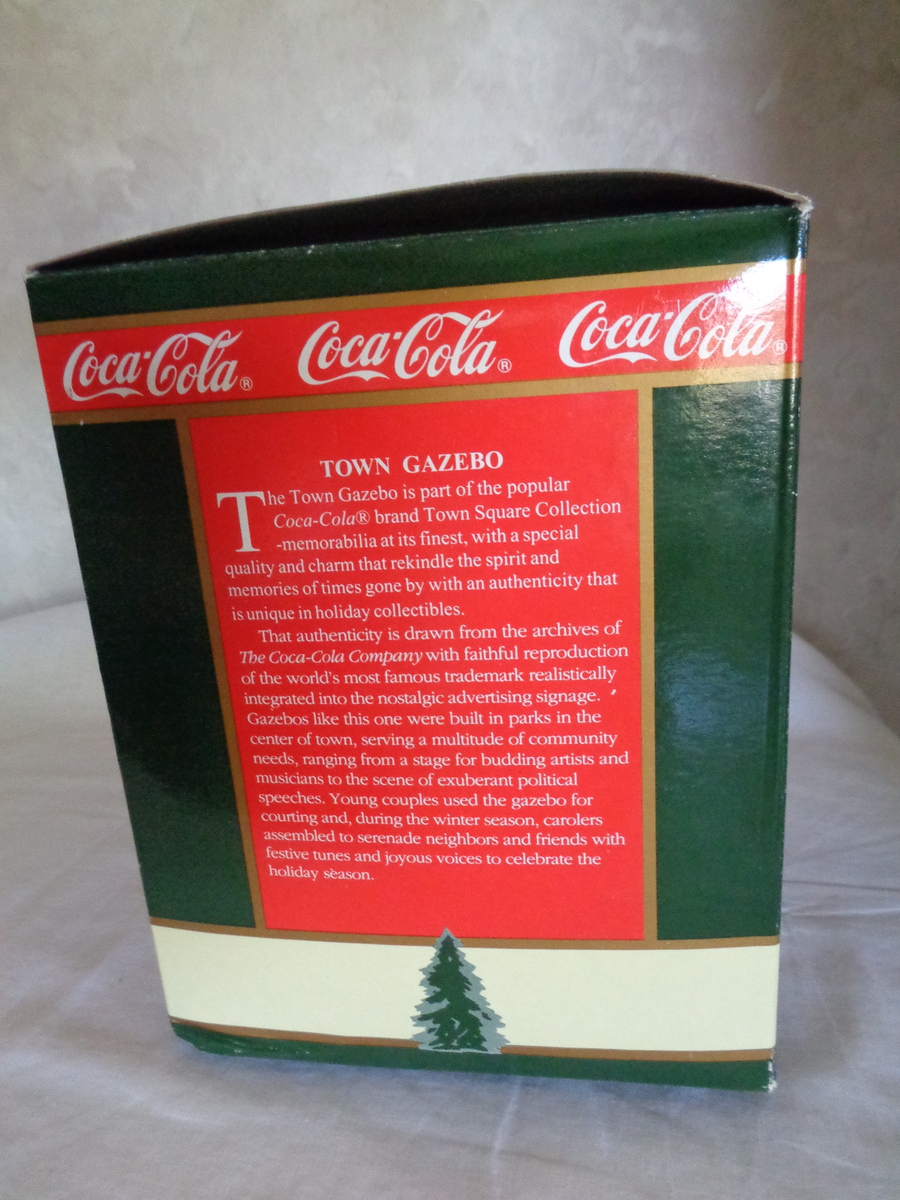 Coca-Cola® Coca-Cola® Coca-Cola®
TOWN GAZEBO
The Town Gazebo is part of the popular
Coca-Cola® brand Town Square Collection
-memorabilia at its finest, with a special
quality and charm that rekindle the spirit and
memories of times gone by with an authenticity that
is unique in holiday collectibles.
That authenticity is drawn from the archives of
The Coca-Cola Company with faithful reproduction
of the world's most famous trademark realistically
integrated into the nostalgic advertising signage.
Gazebos like this one were built in parks in the
center of town, serving a multitude of community
needs, ranging from a stage for budding artists and
musicians to the scene of exuberant political
speeches. Young couples used the gazebo for
courting and, during the winter season, carolers
assembled to serenade neighbors and friends with
festive tunes and joyous voices to celebrate the
holiday season.